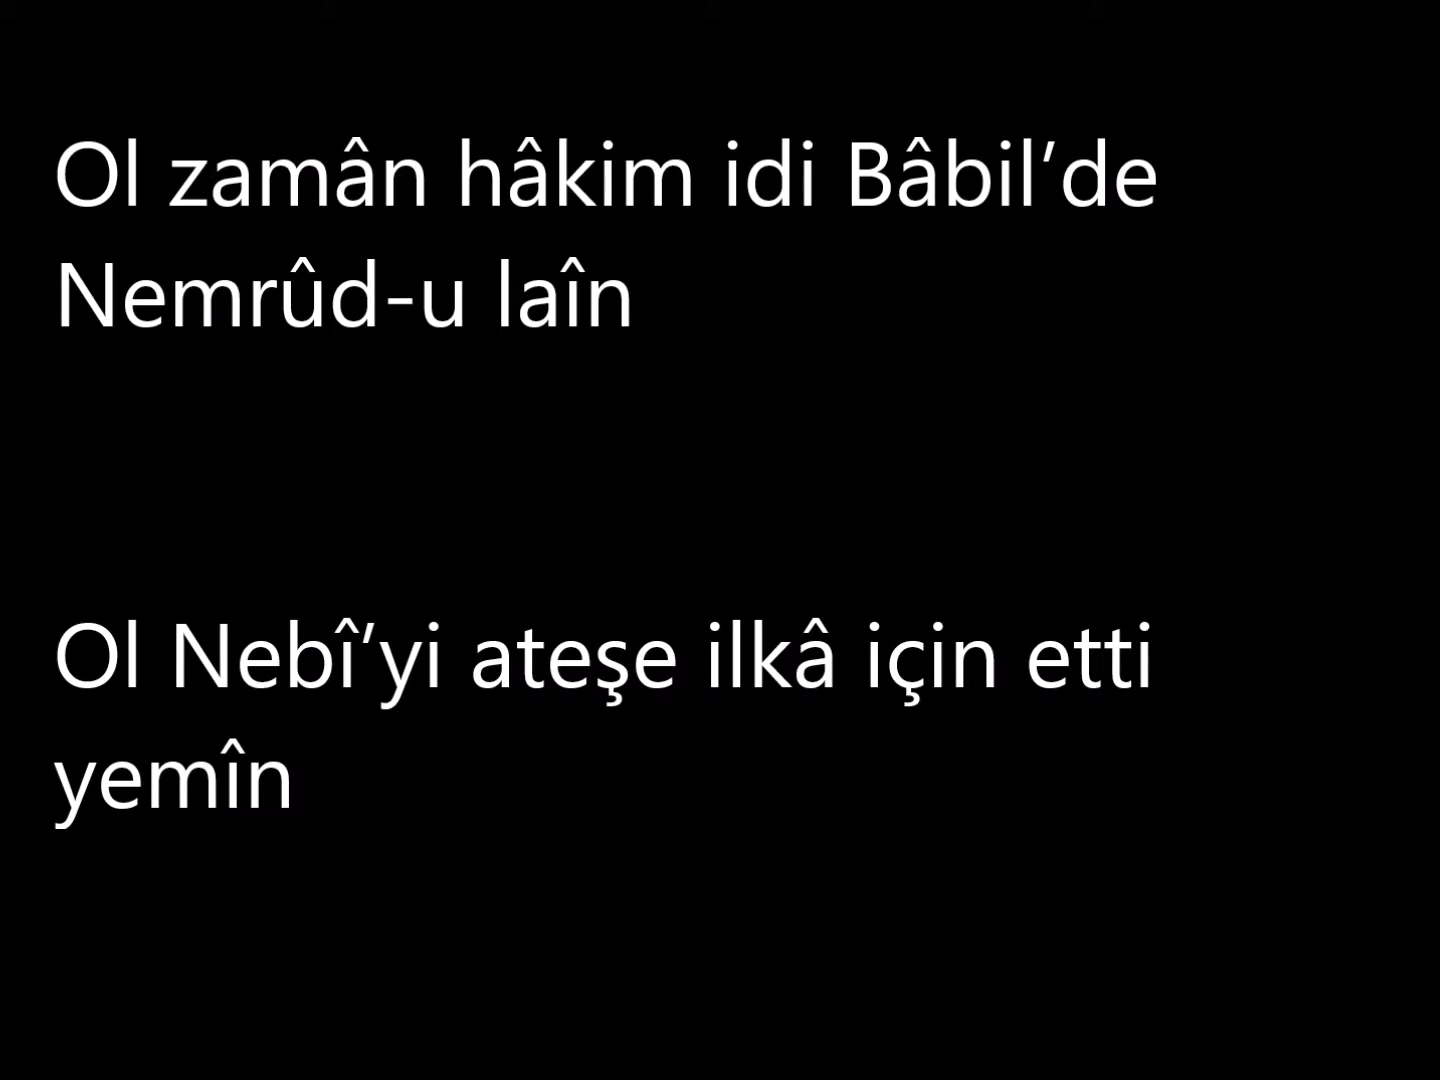 Ol zamân hâkim idi Bâbil’de
Nemrûd-u laîn
Ol Nebî’yi ateşe ilkâ için etti
yemîn